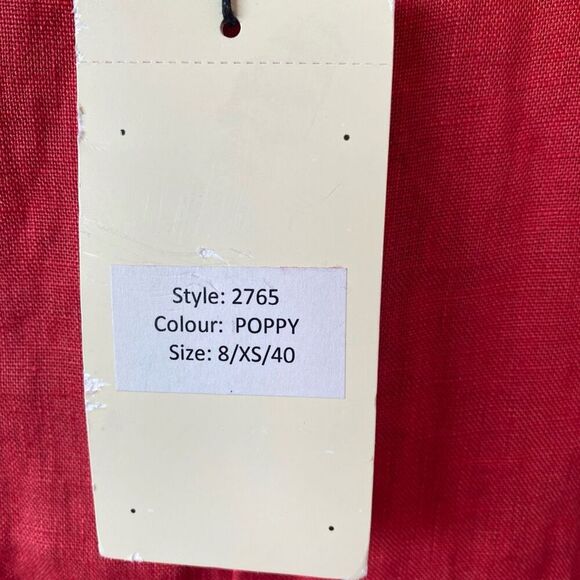 Style: 2765
Colour: POPPY
Size: 8/XS/40